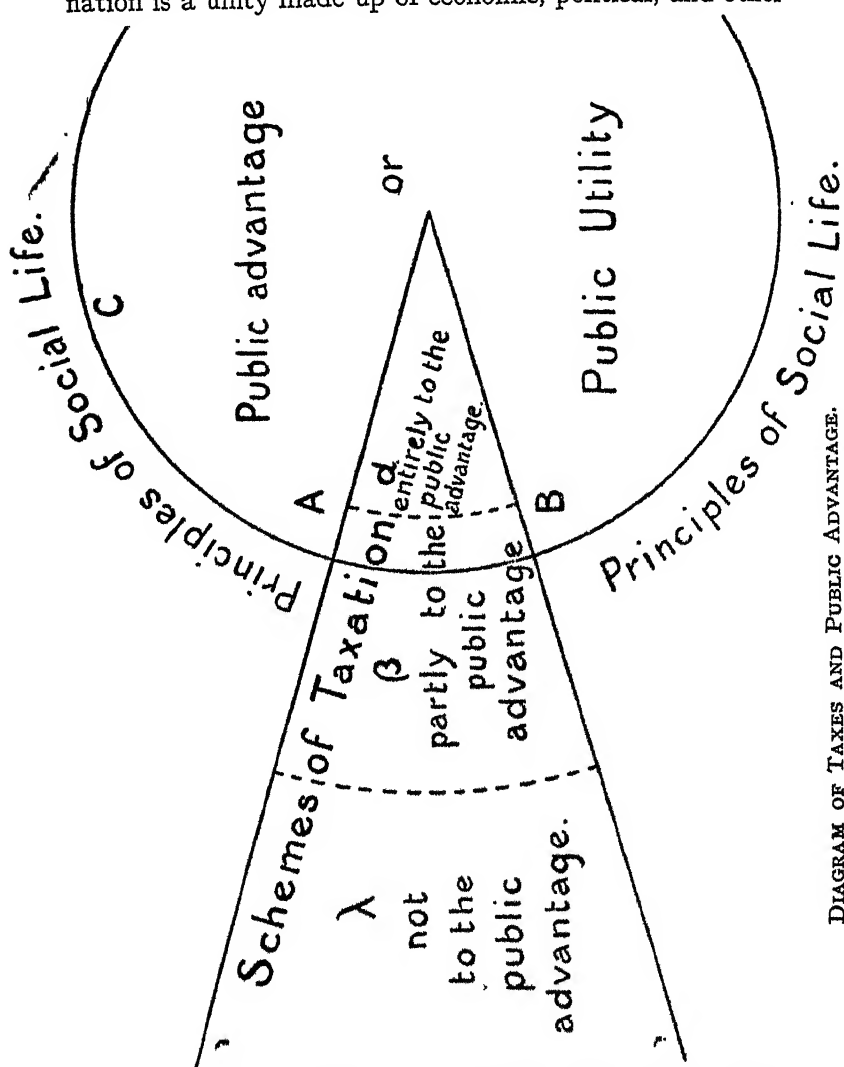 nation is a unity made up of economic, political, and other
Principles of Social Life.
C
Public advantage
or
Public Utility
Principles of Social Life.
A
B
Schemes of Taxation
α
entirely to the
public
advantage.
β
partly to the
public
advantage
λ
not
to the
public
advantage.
DIAGRAM OF TAXES AND PUBLIC ADVANTAGE.